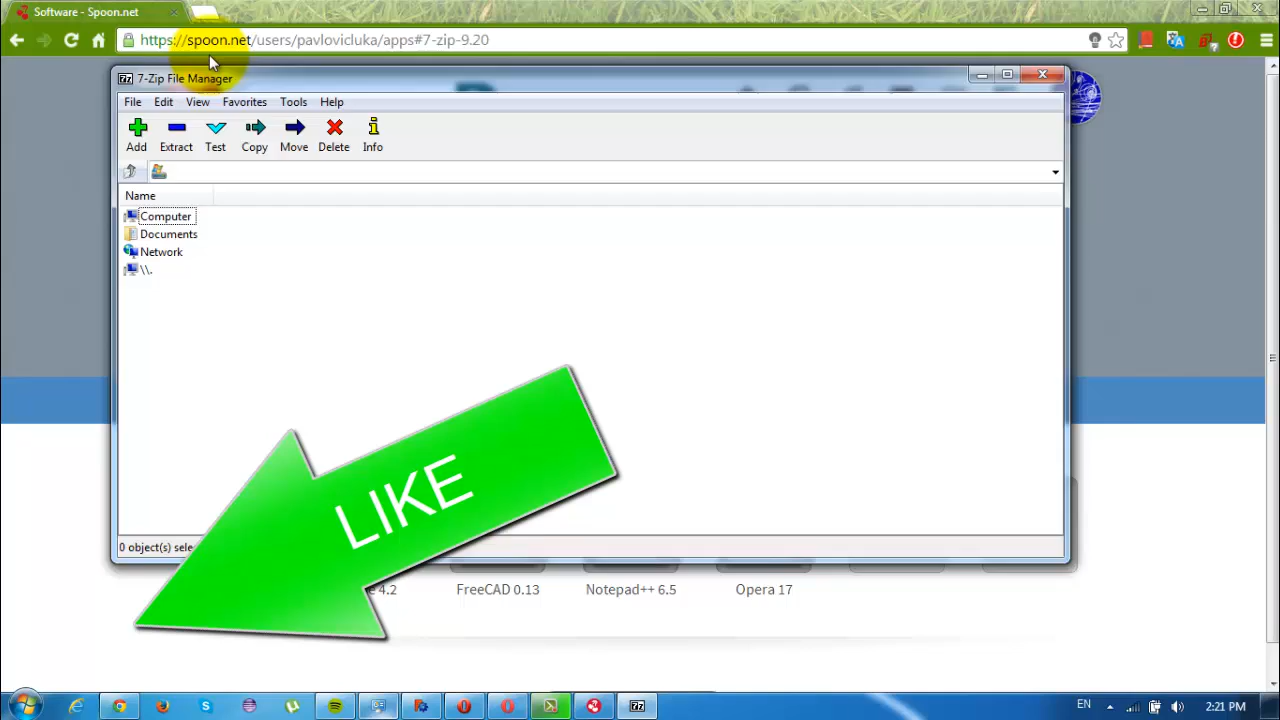 Software - Spoon.net
https://spoon.net/users/pavlovicluka/apps#7-zip-9.20
7-Zip File Manager
File Edit View Favorites Tools Help
Add Extract Test Copy Move Delete Info
Name
Computer
Documents
Network
\\.
LIKE
0 object(s) sele
4.2 FreeCAD 0.13 Notepad++ 6.5 Opera 17
EN 2:21 PM